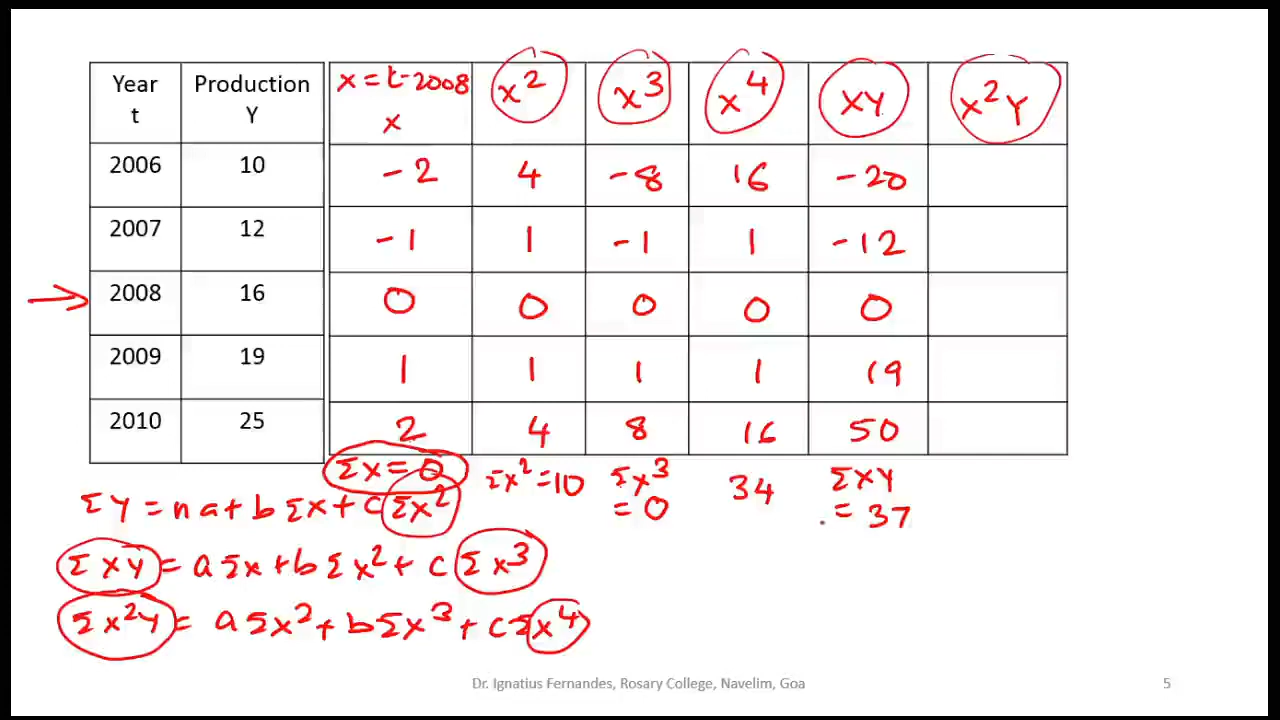 Year t Production Y x = t-2008 x x² x³ x⁴ XY x²Y
2006 10 -2 4 -8 16 -20
2007 12 -1 1 -1 1 -12
2008 16 0 0 0 0 0
2009 19 1 1 1 1 19
2010 25 2 4 8 16 50
Σx = 0 Σx² = 10 Σx³ = 0 34 ΣXY = 37
ΣY = na + bΣx + cΣx²
ΣXY = aΣx + bΣx² + cΣx³
Σx²Y = aΣx² + bΣx³ + cΣx⁴
Dr. Ignatius Fernandes, Rosary College, Navelim, Goa
5